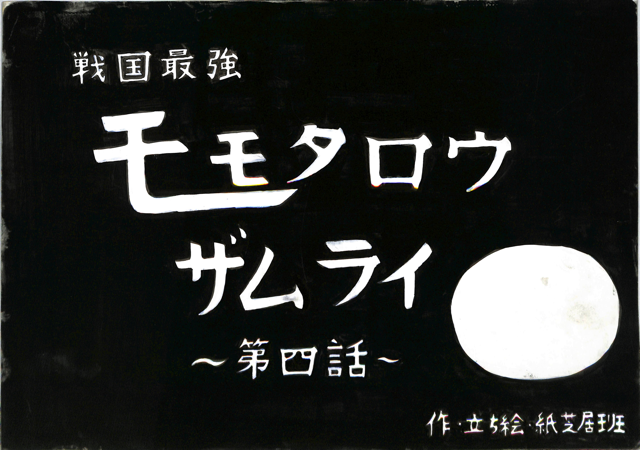 戦国最強
モモタロウ
ザムライ
～第四話～
作・立ち絵・紙芝居班